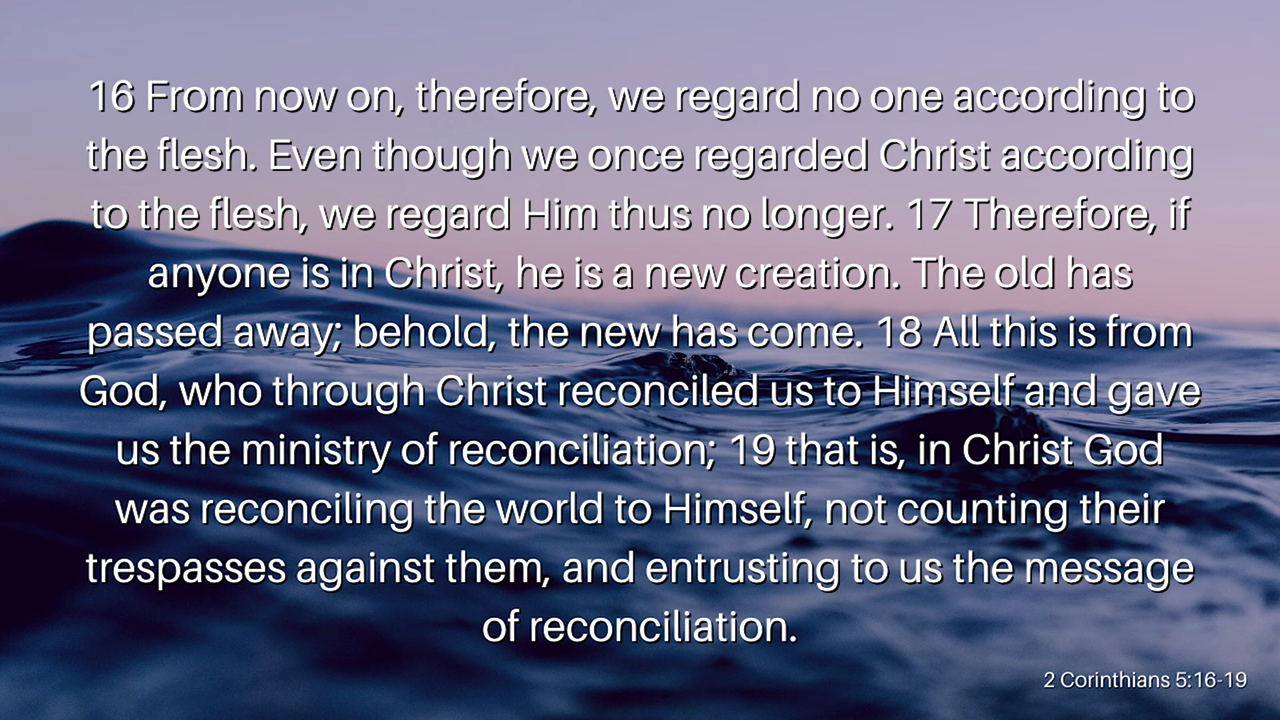 16 From now on, therefore, we regard no one according to
the flesh. Even though we once regarded Christ according
to the flesh, we regard Him thus no longer. 17 Therefore, if
anyone is in Christ, he is a new creation. The old has
passed away; behold, the new has come. 18 All this is from
God, who through Christ reconciled us to Himself and gave
us the ministry of reconciliation; 19 that is, in Christ God
was reconciling the world to Himself, not counting their
trespasses against them, and entrusting to us the message
of reconciliation.
2 Corinthians 5:16-19